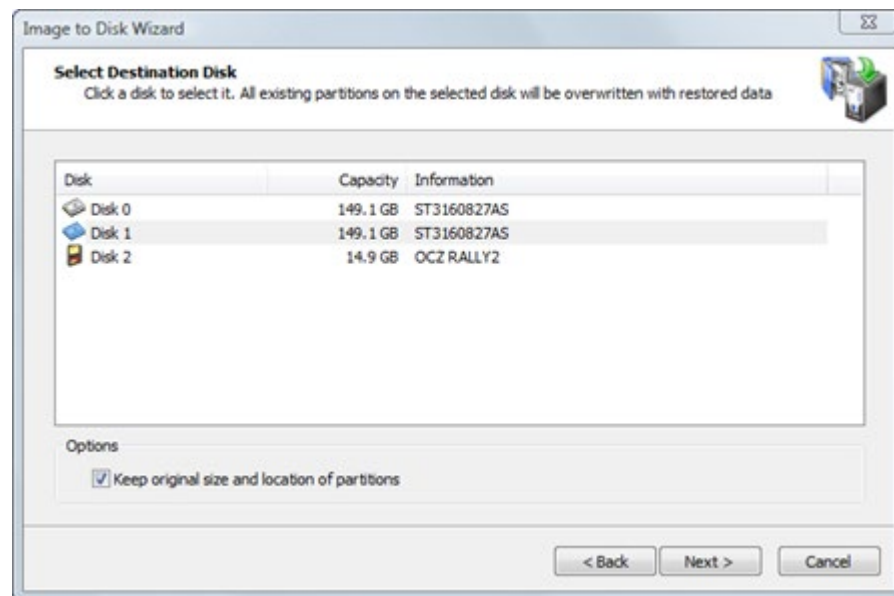 Image to Disk Wizard
Select Destination Disk
Click a disk to select it. All existing partitions on the selected disk will be overwritten with restored data
Disk Capacity Information
Disk 0 149.1 GB ST3160827AS
Disk 1 149.1 GB ST3160827AS
Disk 2 14.9 GB OCZ RALLY2
Options
Keep original size and location of partitions
< Back Next > Cancel